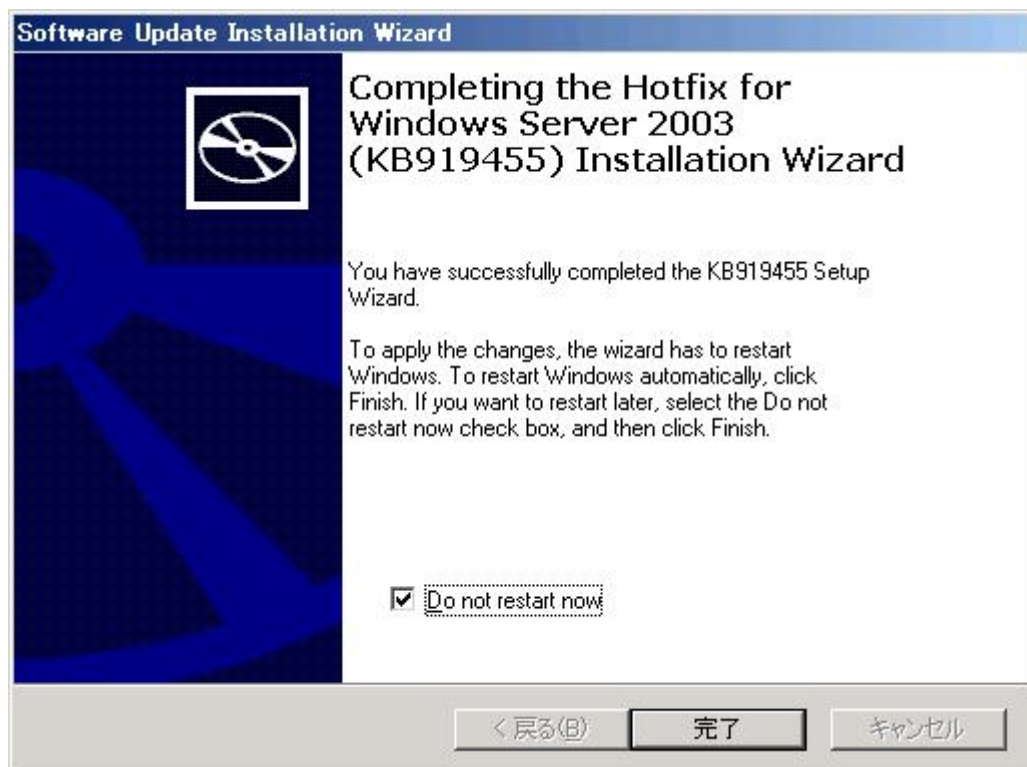 Software Update Installation Wizard
Completing the Hotfix for
Windows Server 2003
(KB919455) Installation Wizard
You have successfully completed the KB919455 Setup
Wizard.
To apply the changes, the wizard has to restart
Windows. To restart Windows automatically, click
Finish. If you want to restart later, select the Do not
restart now check box, and then click Finish.
Do not restart now
< 戻る(B)
完了
キャンセル